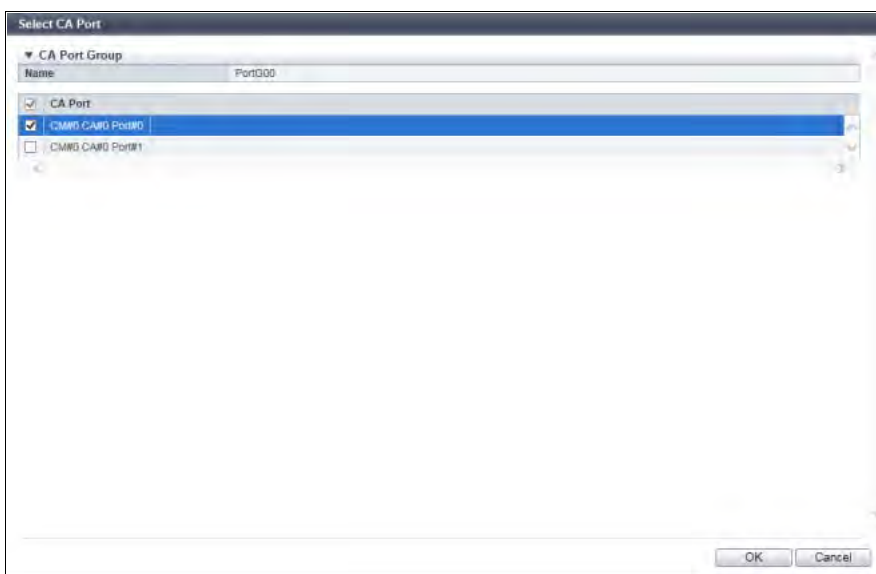 Select CA Port
CA Port Group
Name PortG00
CA Port
CM#0 CA#0 Port#0
CM#0 CA#0 Port#1
OK Cancel